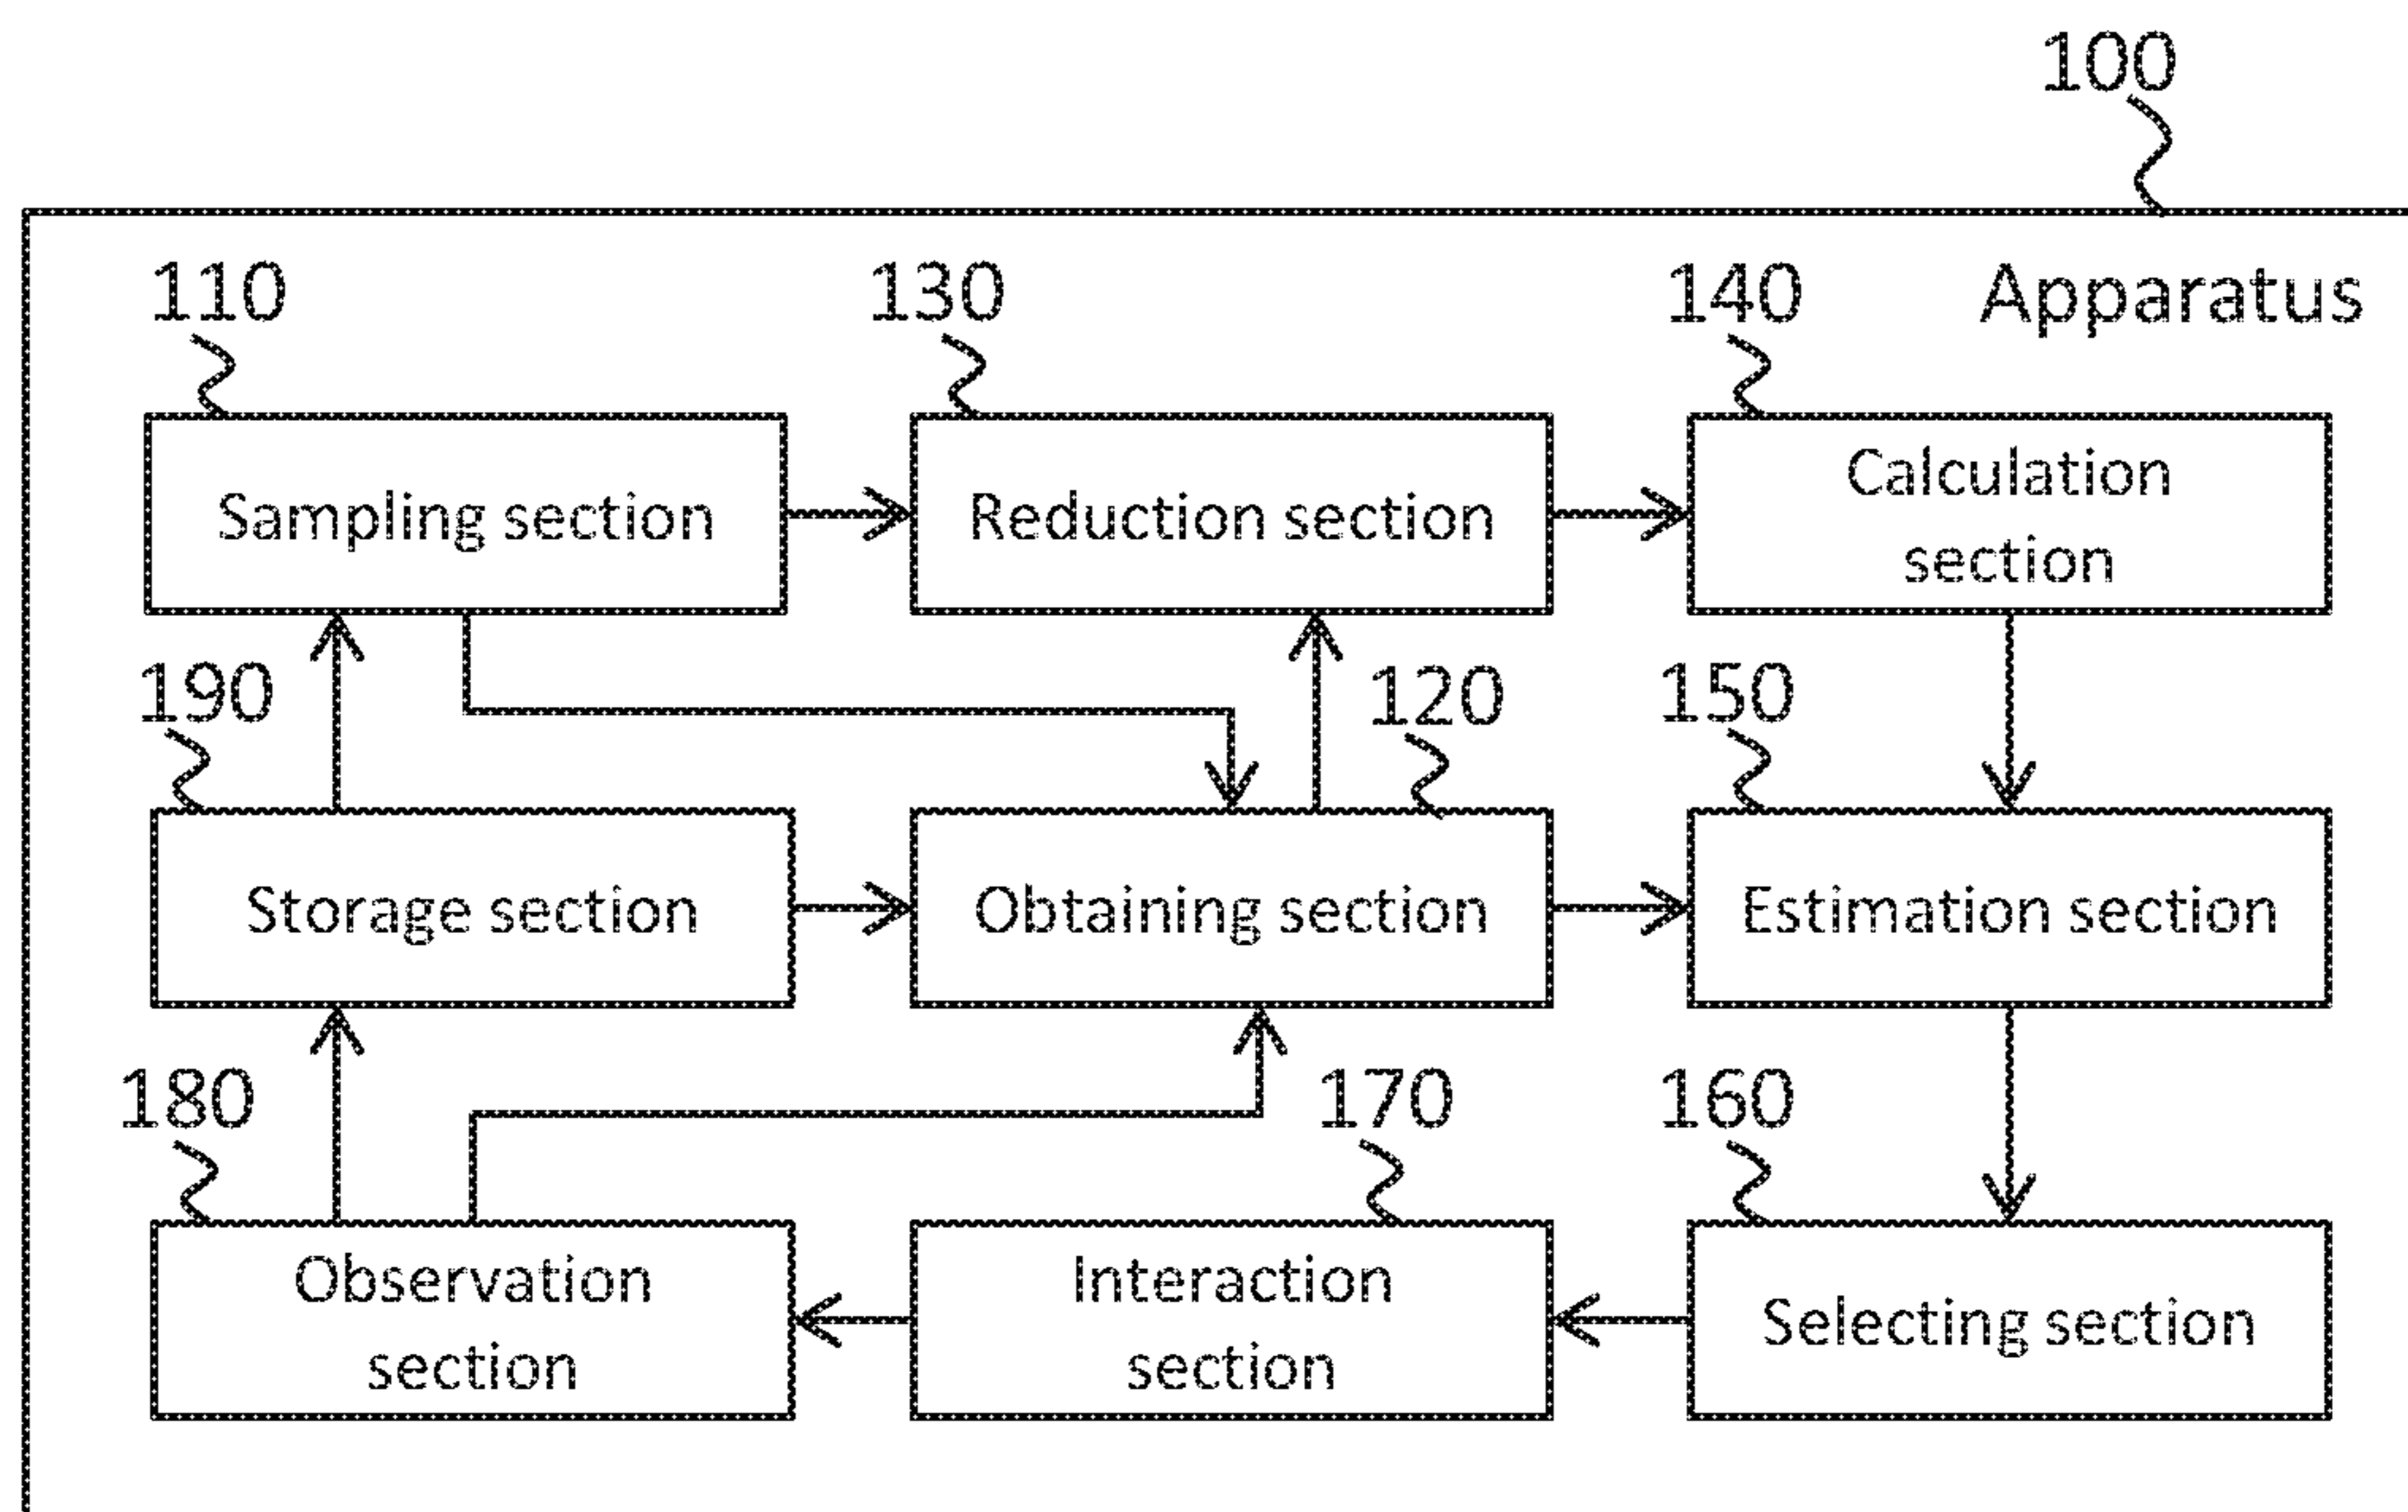 100
110
130
140
Apparatus
Sampling section
Reduction section
Calculation
section
190
120
150
Storage section
Obtaining section
Estimation section
180
170
160
Observation
section
Interaction
section
Selecting section